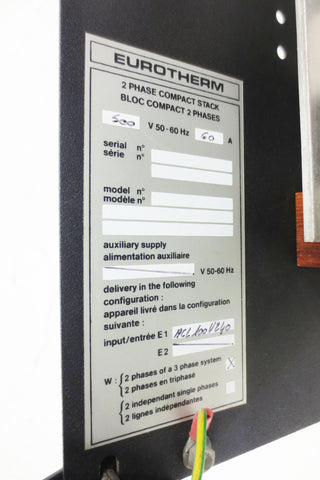 EUROTHERM
2 PHASE COMPACT STACK
BLOC COMPACT 2 PHASES
500 V 50-60 Hz 60 A
serial n°
série n°
model n°
modèle n°
auxiliary supply
alimentation auxiliaire
V 50-60 Hz
delivery in the following
configuration :
appareil livré dans la configuration
suivante :
input/entrée E1
E2
W : 2 phases of a 3 phase system X
2 phases en triphasé
2 independant single phases
2 lignes indépendantes